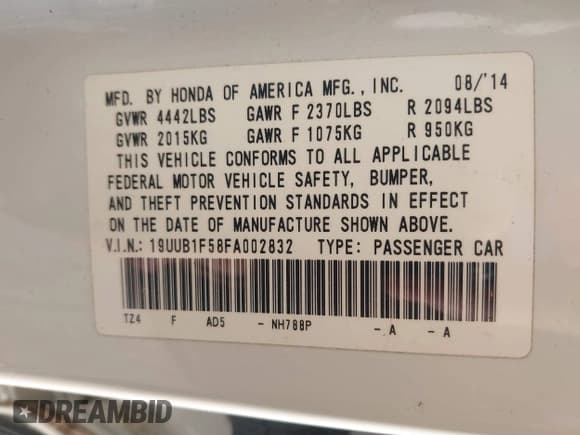 MFD. BY HONDA OF AMERICA MFG., INC. 08/'14
GVWR 4442LBS GAWR F 2370LBS R 2094LBS
GVWR 2015KG GAWR F 1075KG R 950KG
THIS VEHICLE CONFORMS TO ALL APPLICABLE
FEDERAL MOTOR VEHICLE SAFETY, BUMPER,
AND THEFT PREVENTION STANDARDS IN EFFECT
ON THE DATE OF MANUFACTURE SHOWN ABOVE.
V.I.N.: 19UUB1F58FA002832 TYPE: PASSENGER CAR
TZ4 F AD5 - NH788P - A - A
DREAMBID